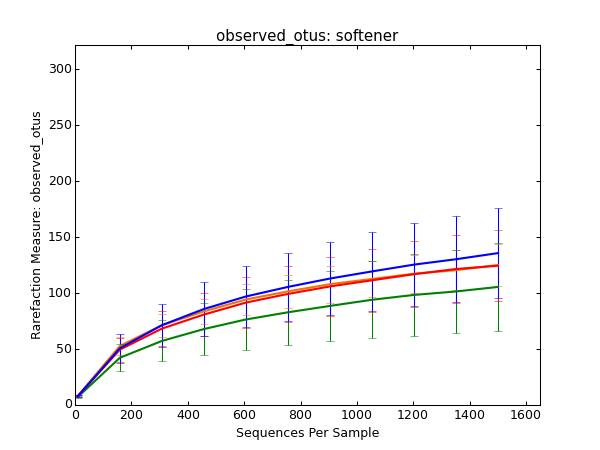 observed_otus: softener
300
250
200
150
100
50
0
0 200 400 600 800 1000 1200 1400 1600
Rarefaction Measure: observed_otus
Sequences Per Sample